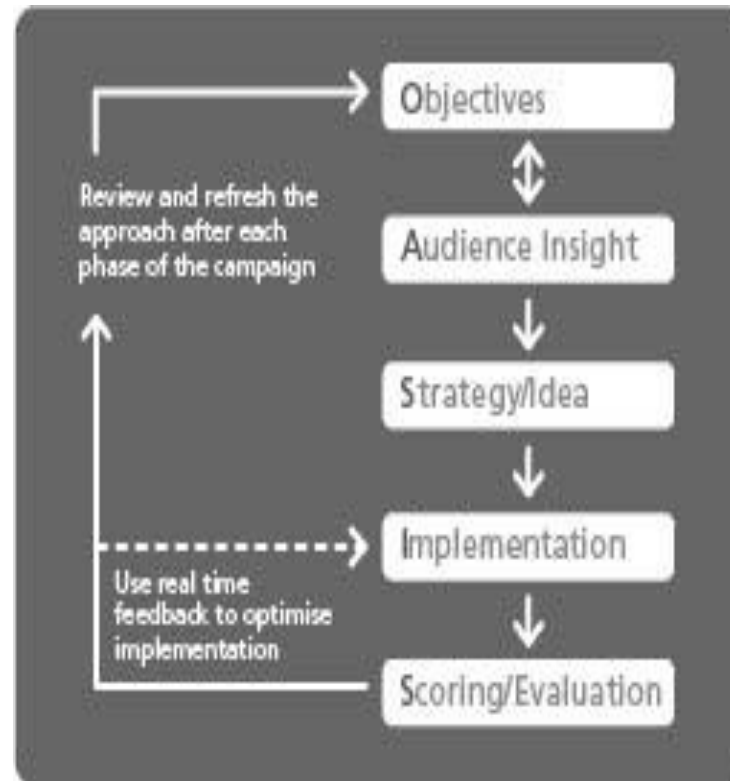 Objectives
Review and refresh the
approach after each
phase of the campaign
Audience Insight
Strategy/Idea
Implementation
Use real time
feedback to optimise
implementation
Scoring/Evaluation